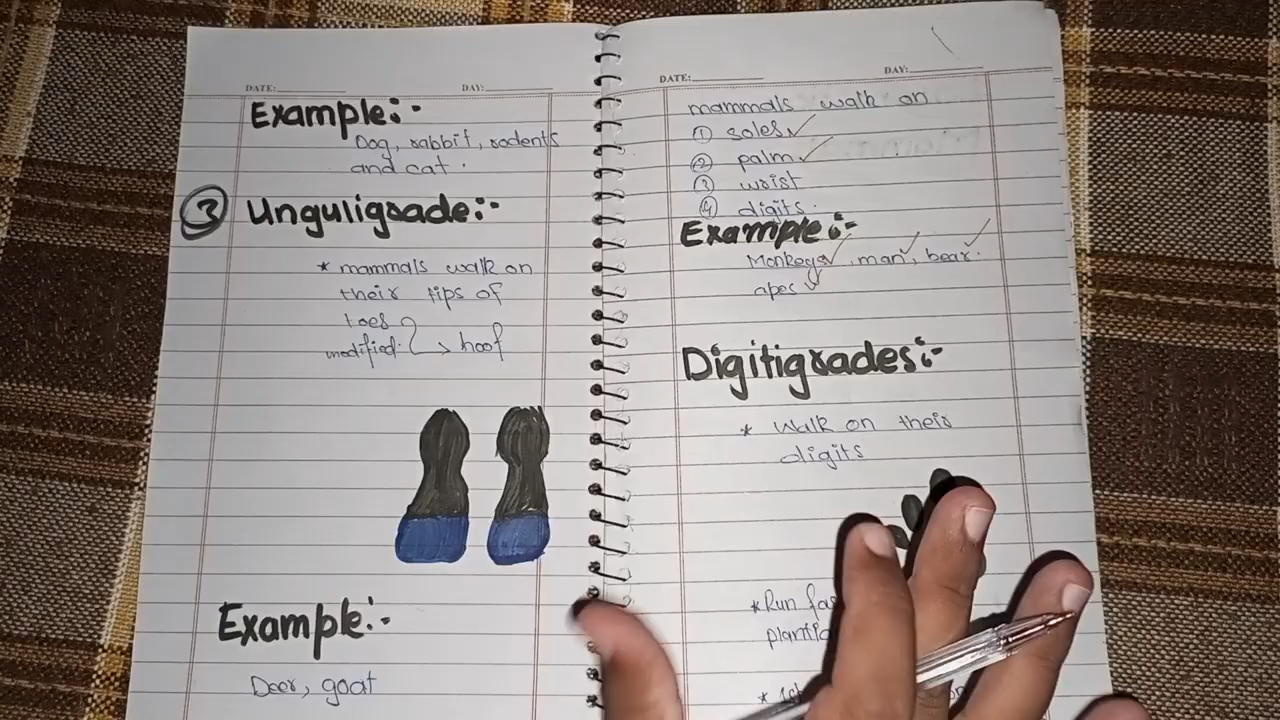 DATE: DAY:
Example:-
Dog, rabbit, rodents
and cat.
3 Unguligrade:-
* mammals walk on
their tips of
toes
modified. hoof
Example:-
Deer, goat
DATE: DAY:
mammals walk on
① soles ✓
② palm ✓
③ wrist
④ digits.
Example:-
Monkeys ✓, man ✓, bear. ✓
apes ✓
Digitigrades:-
* Walk on their
digits
*Run
* 1st